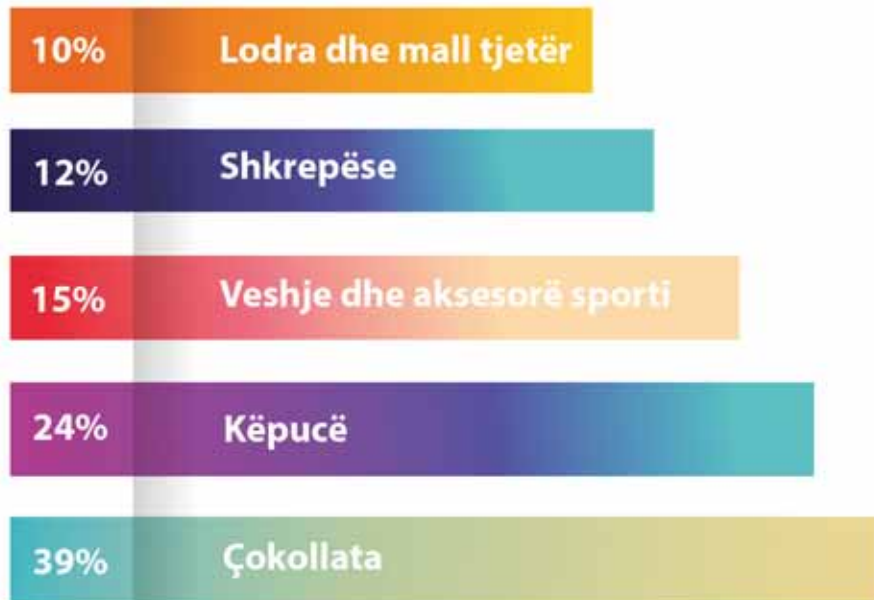 10% Lodra dhe mall tjetër
12% Shkrepëse
15% Veshje dhe aksesorë sporti
24% Këpucë
39% Çokollata